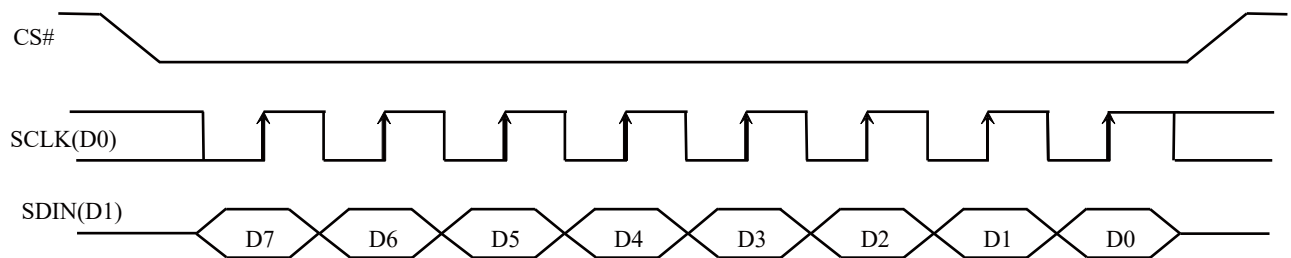 CS#
SCLK(D0)
SDIN(D1)
D7 D6 D5 D4 D3 D2 D1 D0